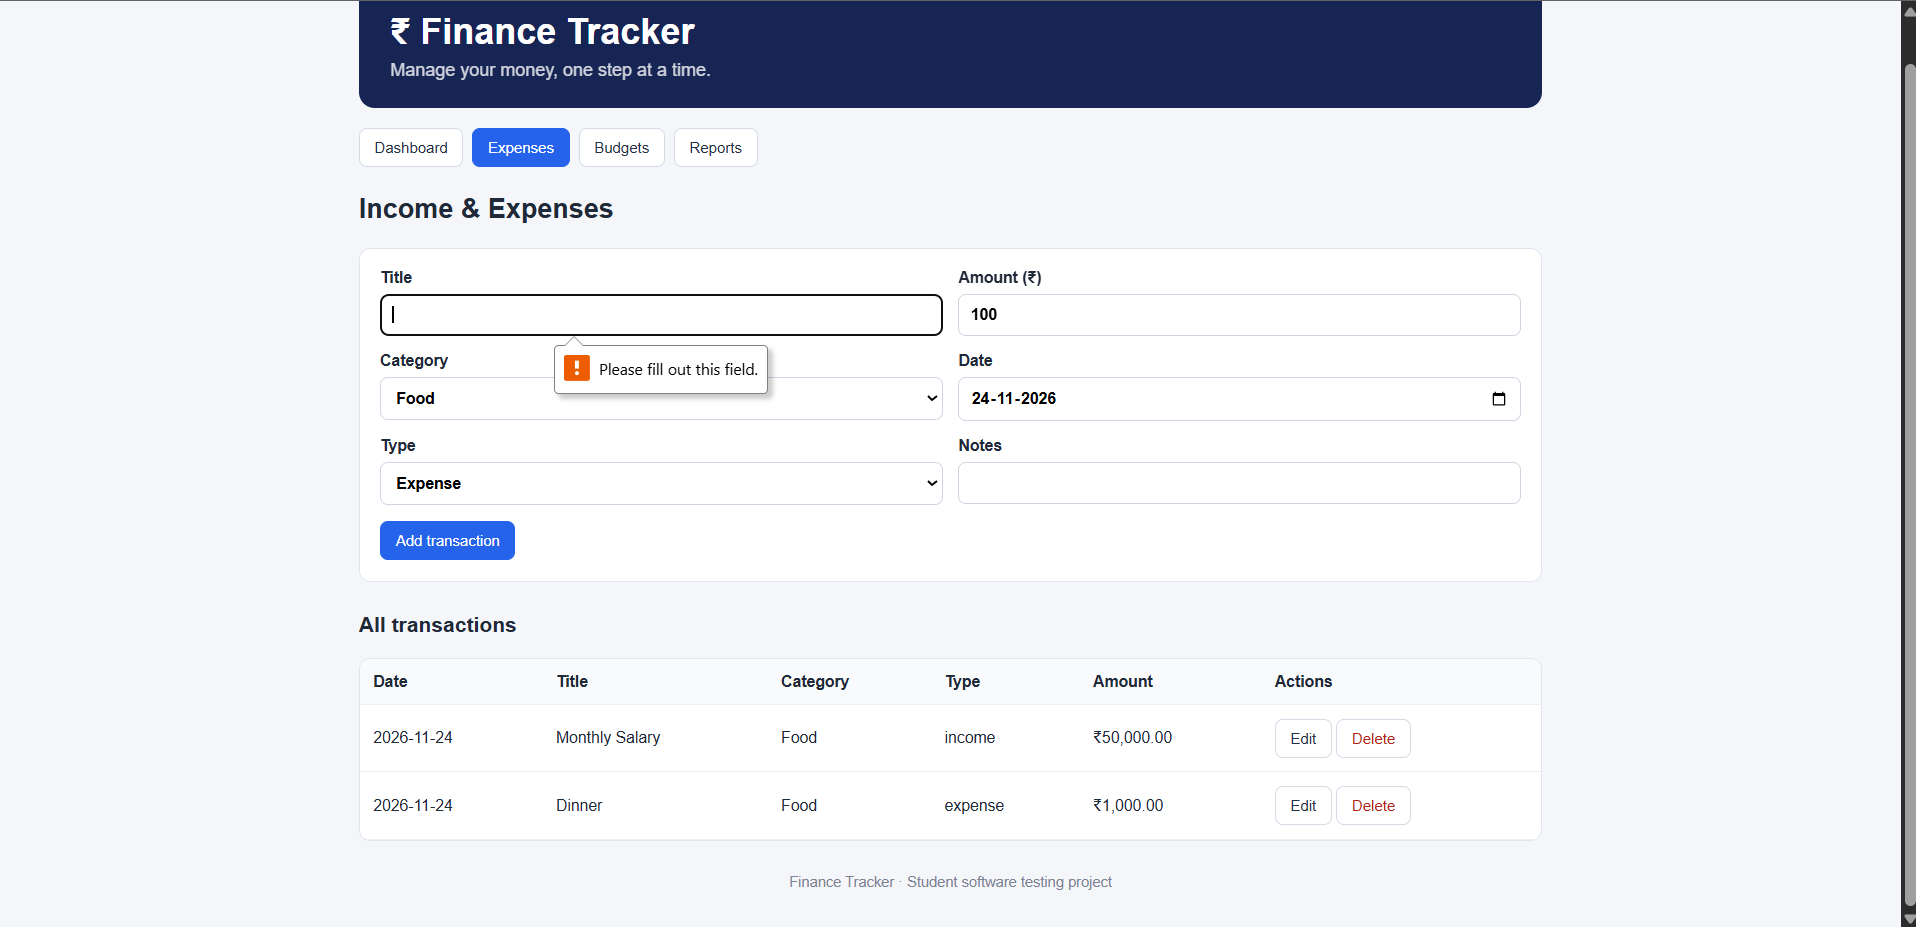 ₹ Finance Tracker
Manage your money, one step at a time.
Dashboard Expenses Budgets Reports
Income & Expenses
Title Amount (₹)
100
Please fill out this field.
Category Date
Food 24-11-2026
Type Notes
Expense
Add transaction
All transactions
Date Title Category Type Amount Actions
2026-11-24 Monthly Salary Food income ₹50,000.00 Edit Delete
2026-11-24 Dinner Food expense ₹1,000.00 Edit Delete
Finance Tracker · Student software testing project